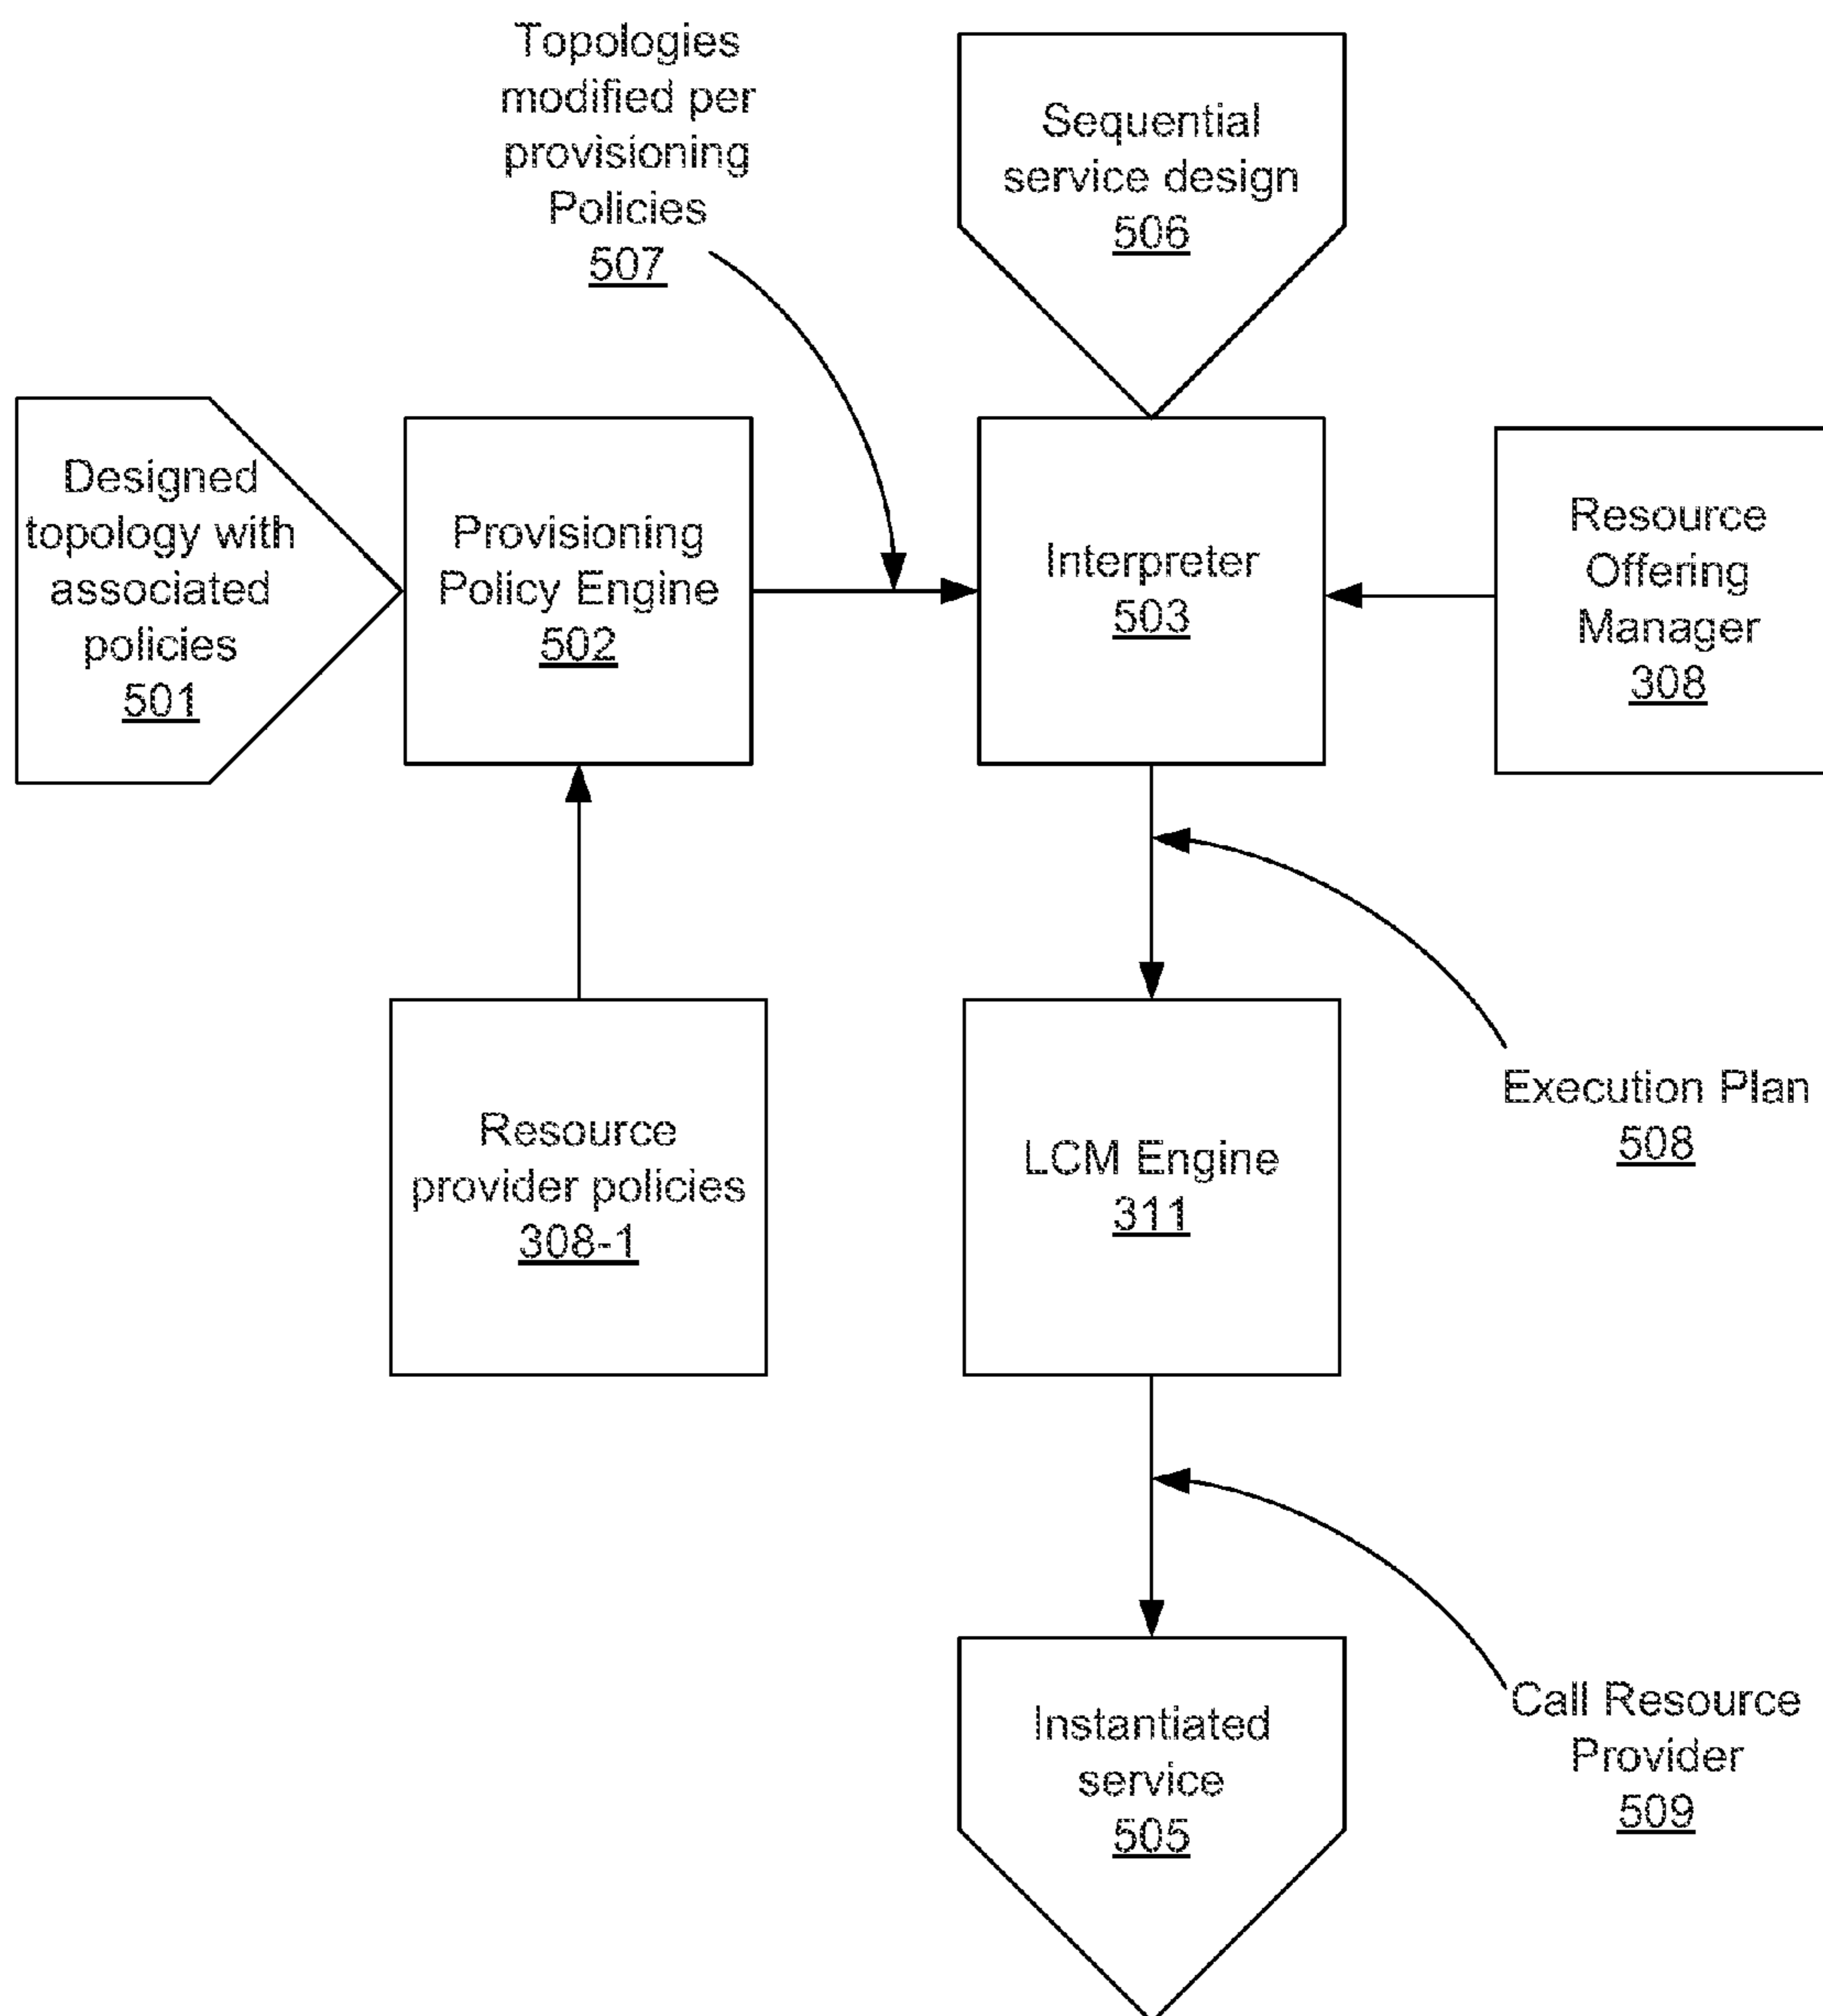 Topologies
modified per
provisioning
Policies
507
Sequential
service design
506
Designed
topology with
associated
policies
501
Provisioning
Policy Engine
502
Interpreter
503
Resource
Offering
Manager
308
Resource
provider policies
308-1
LCM Engine
311
Execution Plan
508
Instantiated
service
505
Call Resource
Provider
509